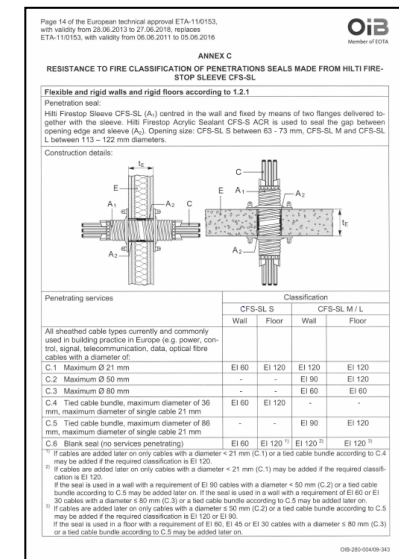 Page 14 of the European technical approval ETA-11/0153,
with validity from 28.06.2013 to 27.06.2018, replaces
ETA-11/0153, with validity from 06.06.2011 to 05.06.2016
OiB
Member of EOTA
ANNEX C
RESISTANCE TO FIRE CLASSIFICATION OF PENETRATIONS SEALS MADE FROM HILTI FIRE-
STOP SLEEVE CFS-SL
Flexible and rigid walls and rigid floors according to 1.2.1
Penetration seal:
Hilti Firestop Sleeve CFS-SL (A1) centred in the wall and fixed by means of two flanges delivered to-
gether with the sleeve. Hilti Firestop Acrylic Sealant CFS-S ACR is used to seal the gap between
opening edge and sleeve (A2). Opening size: CFS-SL S between 63 - 73 mm, CFS-SL M and CFS-SL
L between 113 – 122 mm diameters.
Construction details:
tE
E
A1
A2
C
A2
C
E
A1
A2
tE
A2
Penetrating services
Classification
CFS-SL S
CFS-SL M / L
Wall
Floor
Wall
Floor
All sheathed cable types currently and commonly
used in building practice in Europe (e.g. power, con-
trol, signal, telecommunication, data, optical fibre
cables with a diameter of:
C.1 Maximum Ø 21 mm EI 60 EI 120 EI 120 EI 120
C.2 Maximum Ø 50 mm - - EI 90 EI 120
C.3 Maximum Ø 80 mm - - EI 60 EI 60
C.4 Tied cable bundle, maximum diameter of 36 EI 60 EI 120 - -
mm, maximum diameter of single cable 21 mm
C.5 Tied cable bundle, maximum diameter of 86 - - EI 90 EI 120
mm, maximum diameter of single cable 21 mm
C.6 Blank seal (no services penetrating) EI 60 EI 120 1) EI 120 2) EI 120 3)
1) If cables are added later on only cables with a diameter < 21 mm (C.1) or a tied cable bundle according to C.4
may be added if the required classification is EI 120.
2) If cables are added later on only cables with a diameter < 21 mm (C.1) may be added if the required classifi-
cation is EI 120.
If the seal is used in a wall with a requirement of EI 90 cables with a diameter < 50 mm (C.2) or a tied cable
bundle according to C.5 may be added later on. If the seal is used in a wall with a requirement of EI 60 or EI
30 cables with a diameter ≤ 80 mm (C.3) or a tied cable bundle according to C.5 may be added later on.
3) If cables are added later on only cables with a diameter ≤ 50 mm (C.2) or a tied cable bundle according to C.5
may be added if the required classification is EI 120 or EI 90.
If the seal is used in a floor with a requirement of EI 60, EI 45 or EI 30 cables with a diameter ≤ 80 mm (C.3)
or a tied cable bundle according to C.5 may be added later on.
OIB-280-004/09-343